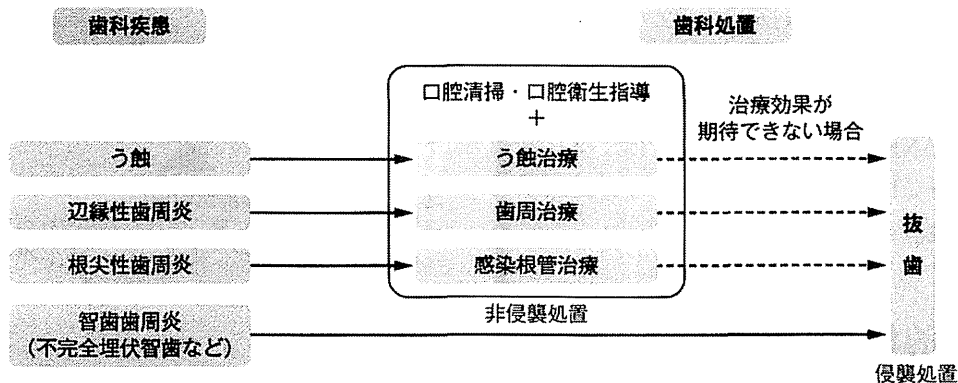 歯科疾患
歯科処置
口腔清掃・口腔衛生指導
+
治療効果が
期待できない場合
う蝕
う蝕治療
辺縁性歯周炎
歯周治療
根尖性歯周炎
感染根管治療
抜
歯
智歯歯周炎
(不完全埋伏智歯など)
非侵襲処置
侵襲処置